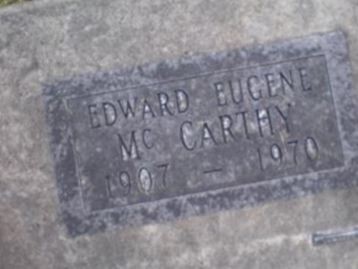 EDWARD EUGENE
Mc CARTHY
1907 — 1970